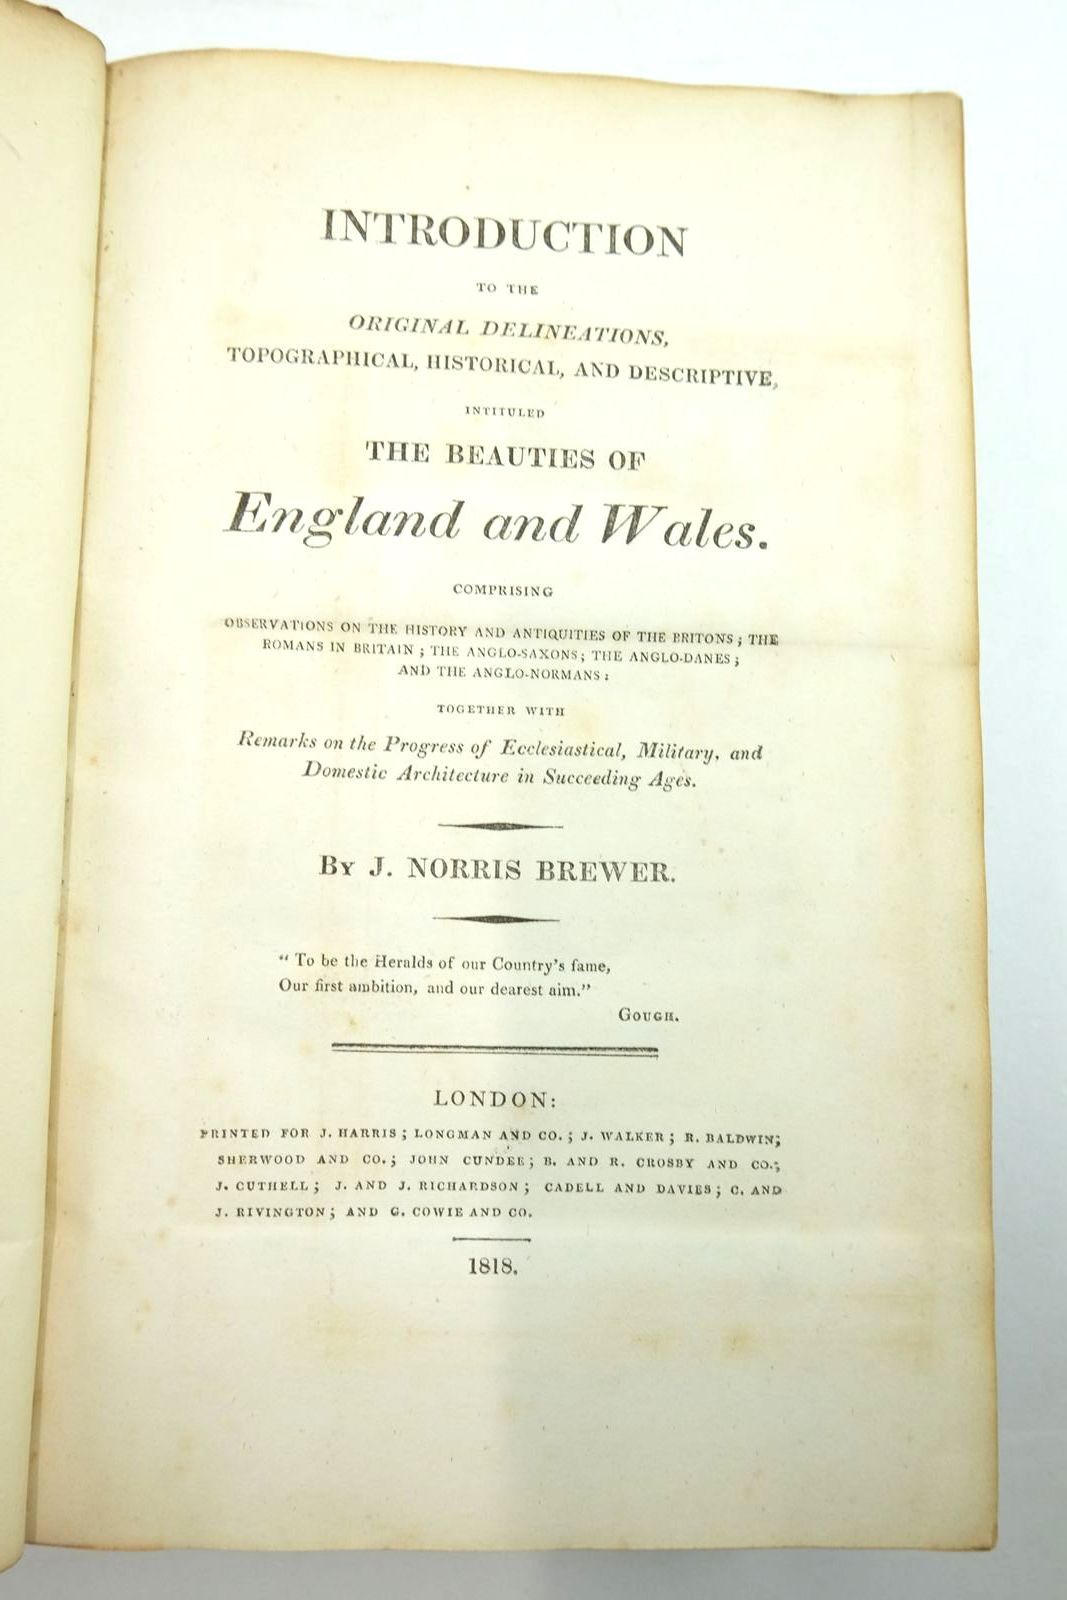 INTRODUCTION
TO THE
ORIGINAL DELINEATIONS,
TOPOGRAPHICAL, HISTORICAL, AND DESCRIPTIVE,
INTITULED
THE BEAUTIES OF
England and Wales.
COMPRISING
OBSERVATIONS ON THE HISTORY AND ANTIQUITIES OF THE BRITONS; THE
ROMANS IN BRITAIN; THE ANGLO-SAXONS; THE ANGLO-DANES;
AND THE ANGLO-NORMANS:
TOGETHER WITH
Remarks on the Progress of Ecclesiastical, Military, and
Domestic Architecture in Succeeding Ages.
By J. NORRIS BREWER.
“To be the Heralds of our Country's fame,
Our first ambition, and our dearest aim.”
GOUGH.
LONDON:
PRINTED FOR J. HARRIS; LONGMAN AND CO.; J. WALKER; R. BALDWIN;
SHERWOOD AND CO.; JOHN CUNDEE; B. AND R. CROSBY AND CO.;
J. CUTHELL; J. AND J. RICHARDSON; CADELL AND DAVIES; C. AND
J. RIVINGTON; AND G. COWIE AND CO.
1818.